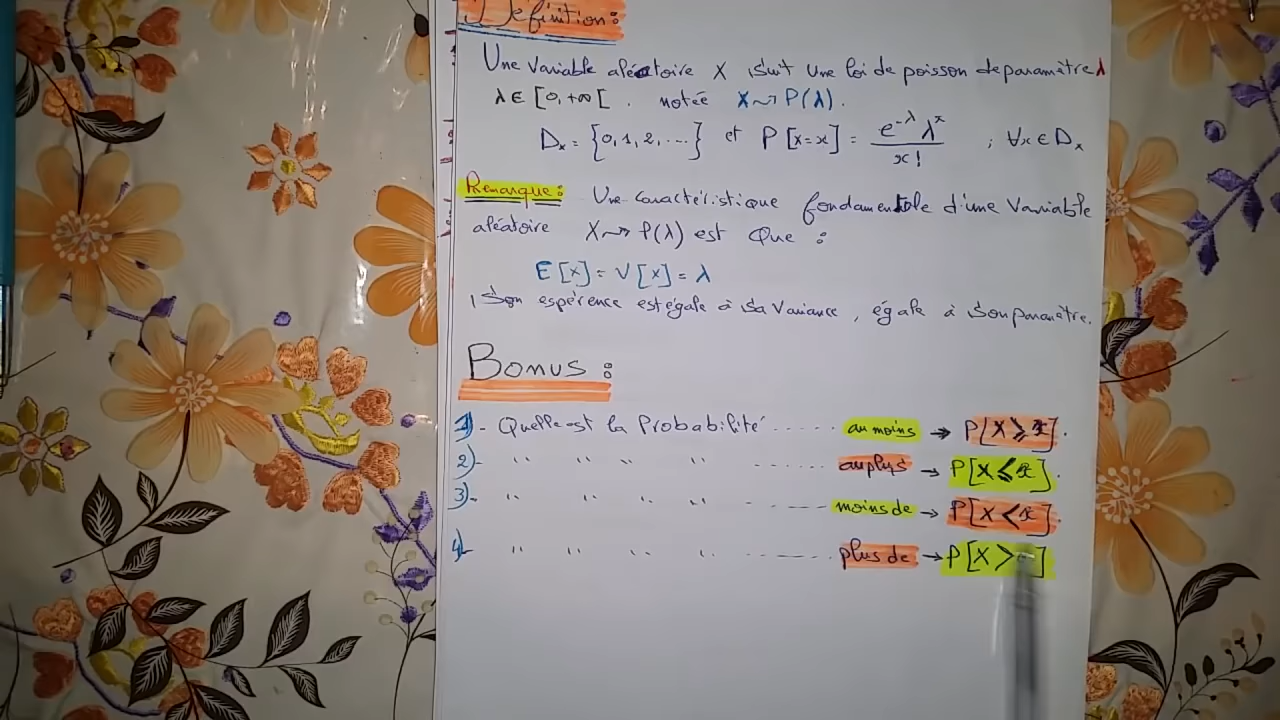 Définition:
Une variable aléatoire X suit une loi de poisson de paramètre λ
λ ∈ [0, +∞[ . notée X ⤳ P(λ).
Dx = {0, 1, 2, ...} et P[X=x] = e^-λ λ^x / x! ; ∀x ∈ Dx
Remarque: Une caractéristique fondamentale d'une variable
aléatoire X ⤳ P(λ) est que :
E[X] = V[X] = λ
Son espérence est égale à sa variance, égale à son paramètre.
Bonus :
1)- Quelle est la Probabilité ...... au moins → P[X ≥ x].
2)- " " " " ...... au plus → P[X ≤ x].
3)- " " " " ...... moins de → P[X < x].
4)- " " " " ...... plus de → P[X > ]